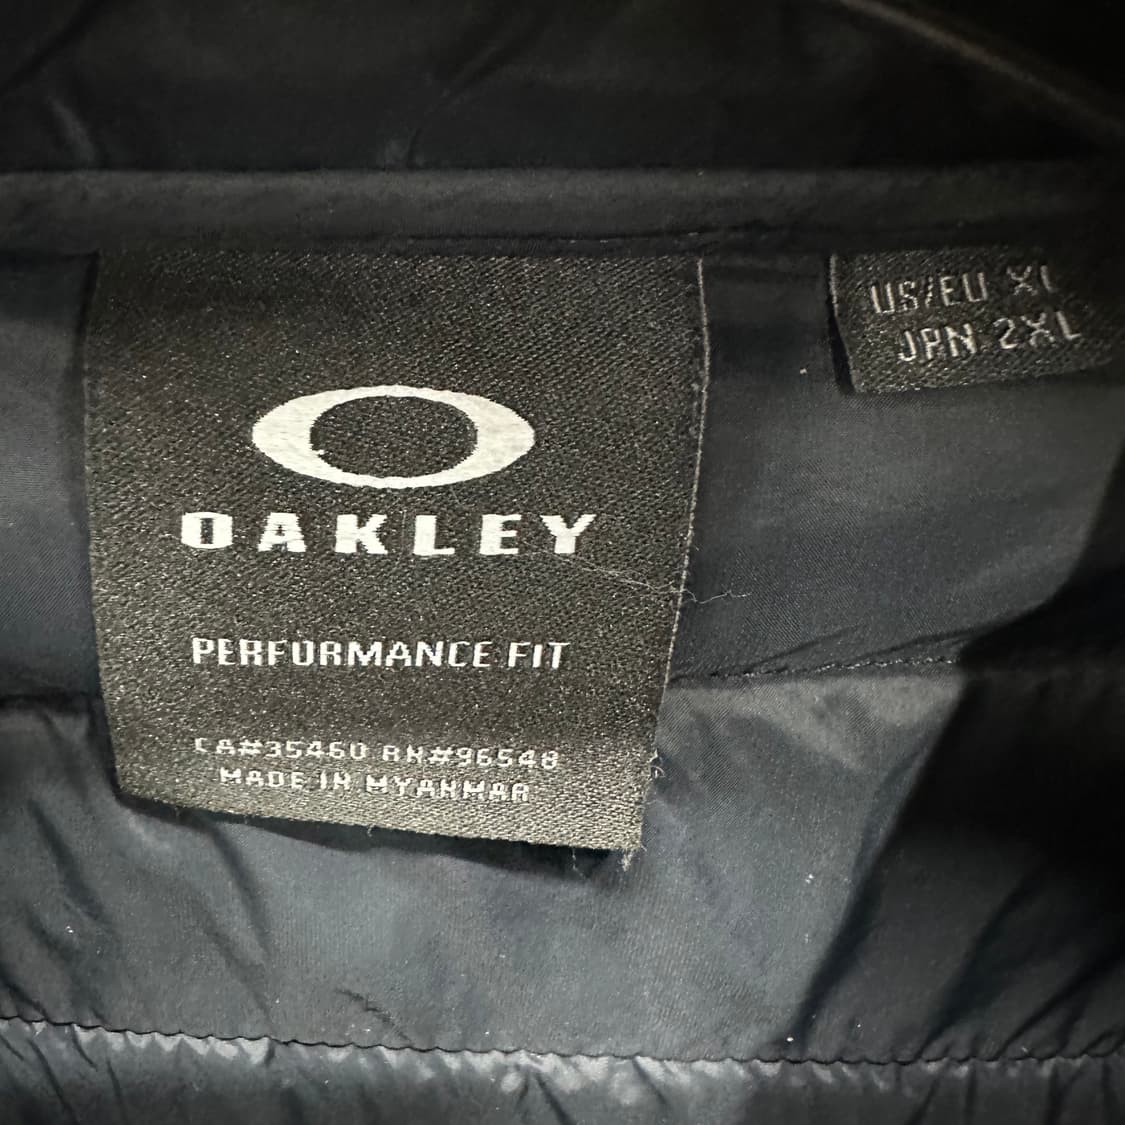 OAKLEY
PERFORMANCE FIT
CA#35460 RN#96548
MADE IN MYANMAR
US/EU XL
JPN 2XL